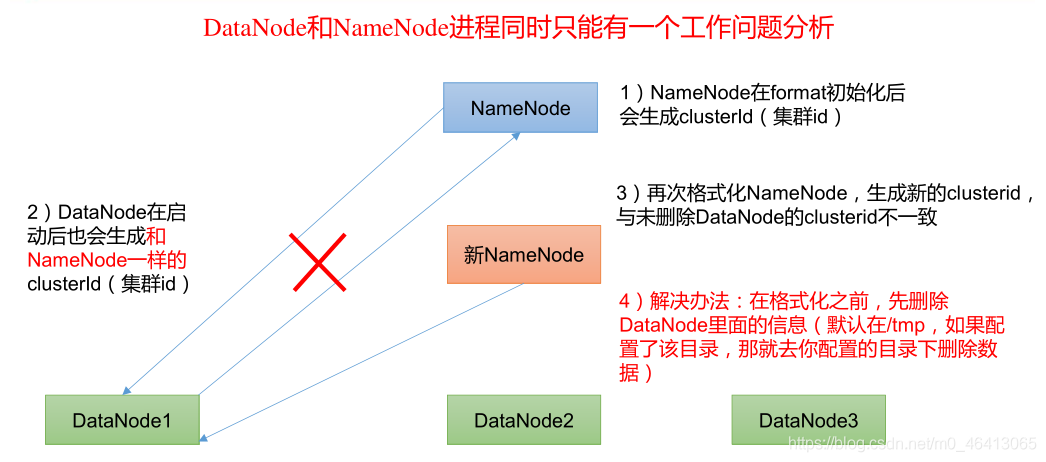 DataNode和NameNode进程同时只能有一个工作问题分析
NameNode
1）NameNode在format初始化后
会生成clusterId（集群id）
2）DataNode在启
动后也会生成和
NameNode一样的
clusterId（集群id）
3）再次格式化NameNode，生成新的clusterid，
与未删除DataNode的clusterid不一致
新NameNode
4）解决办法：在格式化之前，先删除
DataNode里面的信息（默认在/tmp，如果配
置了该目录，那就去你配置的目录下删除数
据）
DataNode1
DataNode2
DataNode3
https://blog.csdn.net/m0_46413065